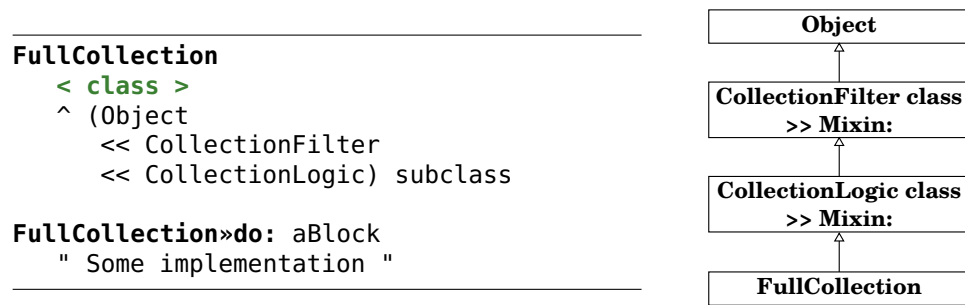 FullCollection
< class >
^ (Object
<< CollectionFilter
<< CollectionLogic) subclass
FullCollection»do: aBlock
" Some implementation "
Object
CollectionFilter class
>> Mixin:
CollectionLogic class
>> Mixin:
FullCollection